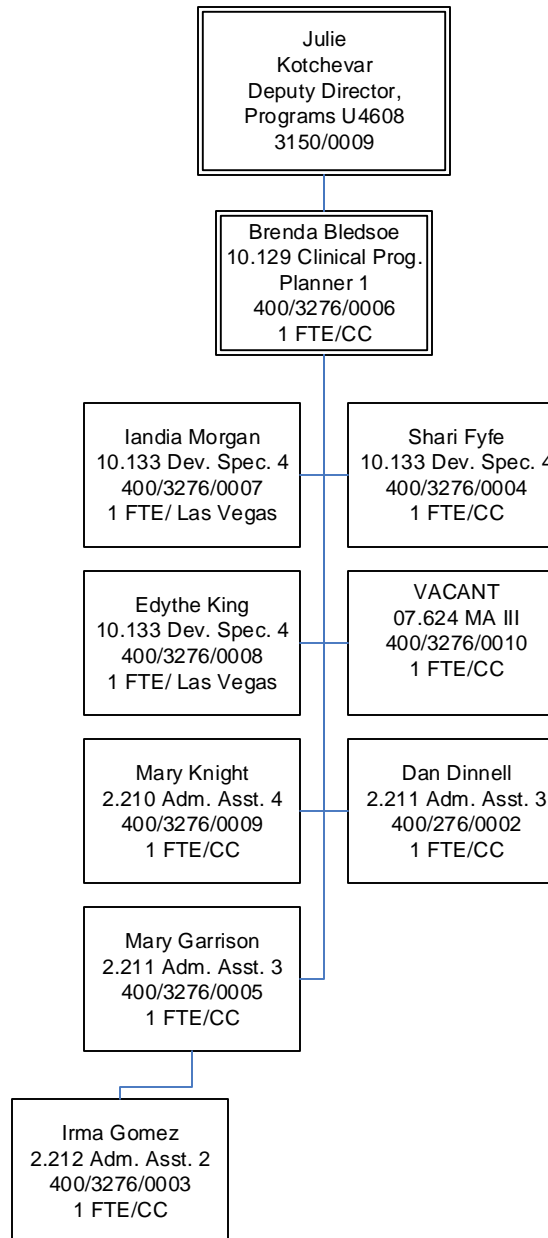 Julie
Kotchevar
Deputy Director,
Programs U4608
3150/0009
Brenda Bledsoe
10.129 Clinical Prog.
Planner 1
400/3276/0006
1 FTE/CC
Iandia Morgan
10.133 Dev. Spec. 4
400/3276/0007
1 FTE/ Las Vegas
Shari Fyfe
10.133 Dev. Spec. 4
400/3276/0004
1 FTE/CC
Edythe King
10.133 Dev. Spec. 4
400/3276/0008
1 FTE/ Las Vegas
VACANT
07.624 MA III
400/3276/0010
1 FTE/CC
Mary Knight
2.210 Adm. Asst. 4
400/3276/0009
1 FTE/CC
Dan Dinnell
2.211 Adm. Asst. 3
400/276/0002
1 FTE/CC
Mary Garrison
2.211 Adm. Asst. 3
400/3276/0005
1 FTE/CC
Irma Gomez
2.212 Adm. Asst. 2
400/3276/0003
1 FTE/CC